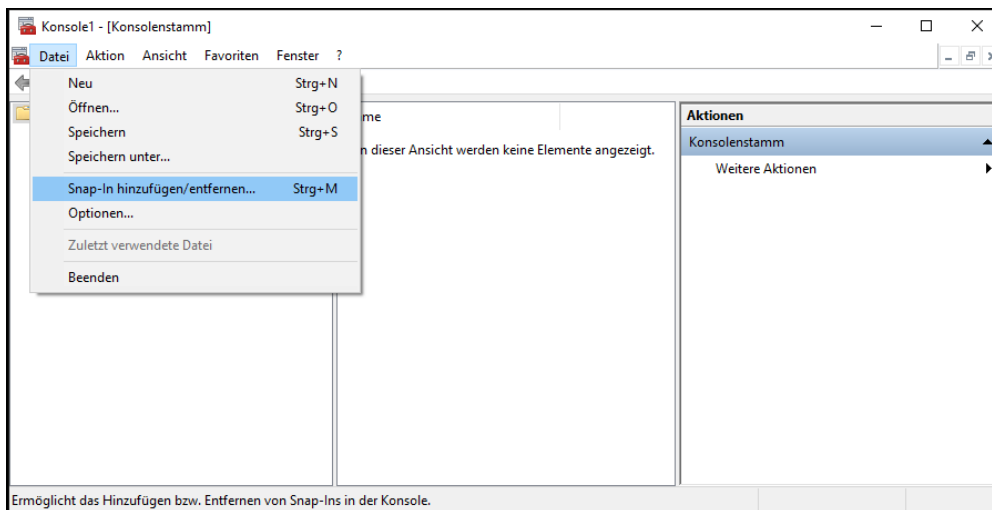 Konsole1 - [Konsolenstamm]
Datei Aktion Ansicht Favoriten Fenster ?
Neu Strg+N
Öffnen... Strg+O
Speichern Strg+S
Speichern unter...
Snap-In hinzufügen/entfernen... Strg+M
Optionen...
Zuletzt verwendete Datei
Beenden
me
n dieser Ansicht werden keine Elemente angezeigt.
Aktionen
Konsolenstamm
Weitere Aktionen
Ermöglicht das Hinzufügen bzw. Entfernen von Snap-Ins in der Konsole.